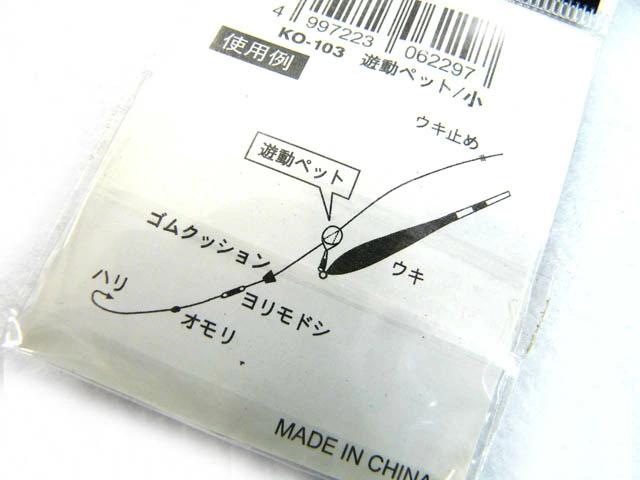 4 997223 062297
KO-103 遊動ペット/小
使用例
ウキ止め
遊動ペット
ゴムクッション
ウキ
ハリ
ヨリモドシ
オモリ
MADE IN CHINA